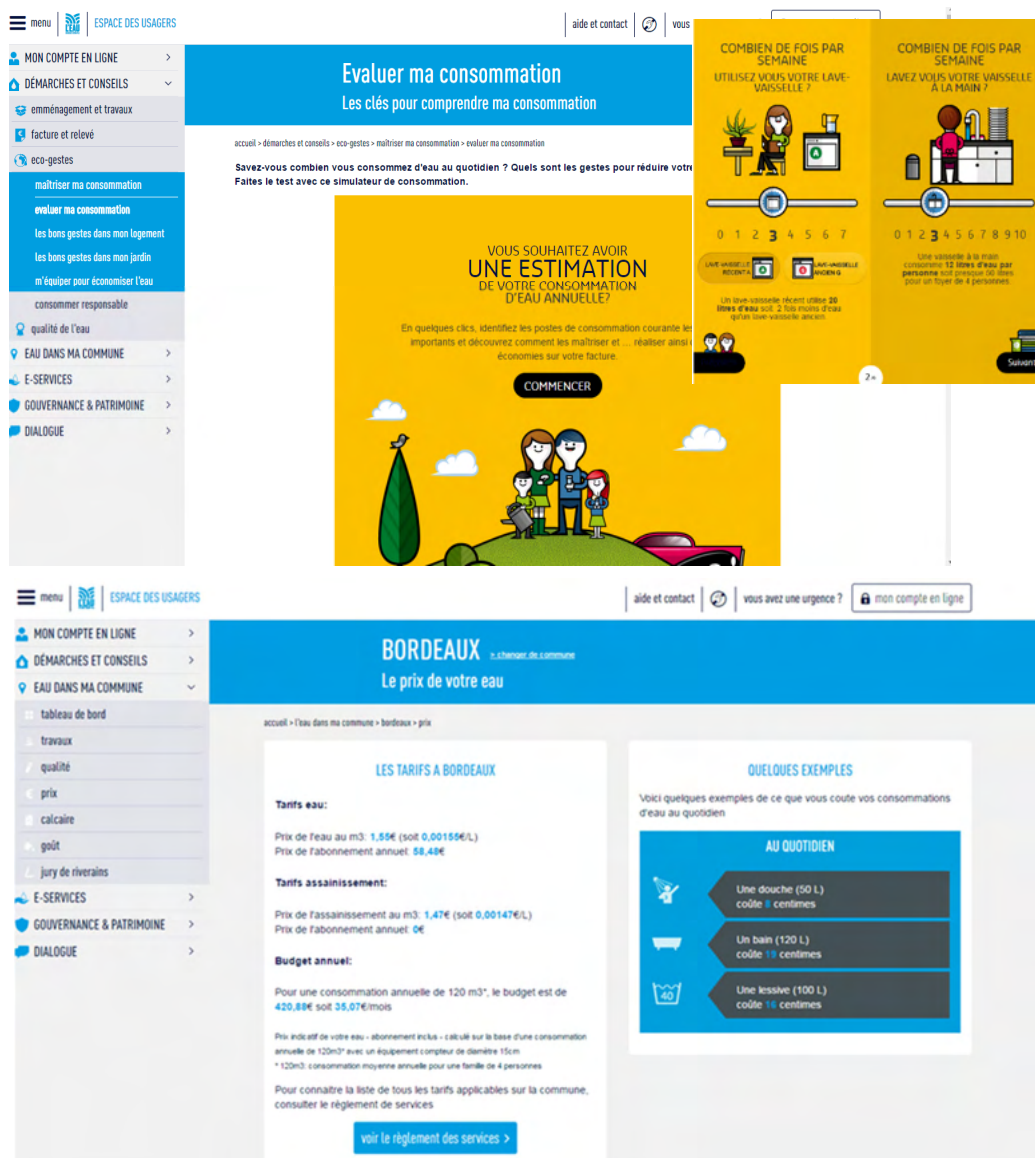 menu
L'EAU
ESPACE DES USAGERS
aide et contact
vous
MON COMPTE EN LIGNE
DÉMARCHES ET CONSEILS
emménagement et travaux
facture et relevé
eco-gestes
maîtriser ma consommation
evaluer ma consommation
les bons gestes dans mon logement
les bons gestes dans mon jardin
m'équiper pour économiser l'eau
consommer responsable
qualité de l'eau
EAU DANS MA COMMUNE
E-SERVICES
GOUVERNANCE & PATRIMOINE
DIALOGUE
Evaluer ma consommation
Les clés pour comprendre ma consommation
accueil > démarches et conseils > eco-gestes > maîtriser ma consommation > evaluer ma consommation
Savez-vous combien vous consommez d'eau au quotidien ? Quels sont les gestes pour réduire votre
Faites le test avec ce simulateur de consommation.
VOUS SOUHAITEZ AVOIR
UNE ESTIMATION
DE VOTRE CONSOMMATION
D'EAU ANNUELLE?
En quelques clics, identifiez les postes de consommation courante les
importants et découvrez comment les maîtriser et ... réaliser ainsi
économies sur votre facture.
COMMENCER
COMBIEN DE FOIS PAR
SEMAINE
UTILISEZ VOUS VOTRE LAVE-
VAISSELLE ?
A
0 1 2 3 4 5 6 7
LAVE-VAISSELLE
RÉCENT A
LAVE-VAISSELLE
ANCIEN G
Un lave-vaisselle récent utilise 20
litres d'eau soit 2 fois moins d'eau
qu'un lave-vaisselle ancien
COMBIEN DE FOIS PAR
SEMAINE
LAVEZ VOUS VOTRE VAISSELLE
À LA MAIN ?
0 1 2 3 4 5 6 7 8 9 10
Une vaisselle à la main
consomme 12 litres d'eau par
personne soit presque 50 litres
pour un foyer de 4 personnes
Suivant
menu
L'EAU
ESPACE DES USAGERS
aide et contact
vous avez une urgence ?
mon compte en ligne
MON COMPTE EN LIGNE
DÉMARCHES ET CONSEILS
EAU DANS MA COMMUNE
tableau de bord
travaux
qualité
prix
calcaire
goût
jury de riverains
E-SERVICES
GOUVERNANCE & PATRIMOINE
DIALOGUE
BORDEAUX > changer de commune
Le prix de votre eau
accueil > l'eau dans ma commune > bordeaux > prix
LES TARIFS A BORDEAUX
Tarifs eau:
Prix de l'eau au m3: 1,55€ (soit 0,00155€/L)
Prix de l'abonnement annuel: 58,48€
Tarifs assainissement:
Prix de l'assainissement au m3: 1,47€ (soit 0,00147€/L)
Prix de l'abonnement annuel: 0€
Budget annuel:
Pour une consommation annuelle de 120 m3*, le budget est de
420,88€ soit 35,07€/mois
Prix indicatif de votre eau - abonnement inclus - calculé sur la base d'une consommation
annuelle de 120m3* avec un équipement compteur de diamètre 15cm
* 120m3: consommation moyenne annuelle pour une famille de 4 personnes
Pour connaitre la liste de tous les tarifs applicables sur la commune,
consulter le règlement de services
voir le règlement des services >
QUELQUES EXEMPLES
Voici quelques exemples de ce que vous coute vos consommations
d'eau au quotidien
AU QUOTIDIEN
Une douche (50 L)
coûte 8 centimes
Un bain (120 L)
coûte 19 centimes
40
Une lessive (100 L)
coûte 16 centimes